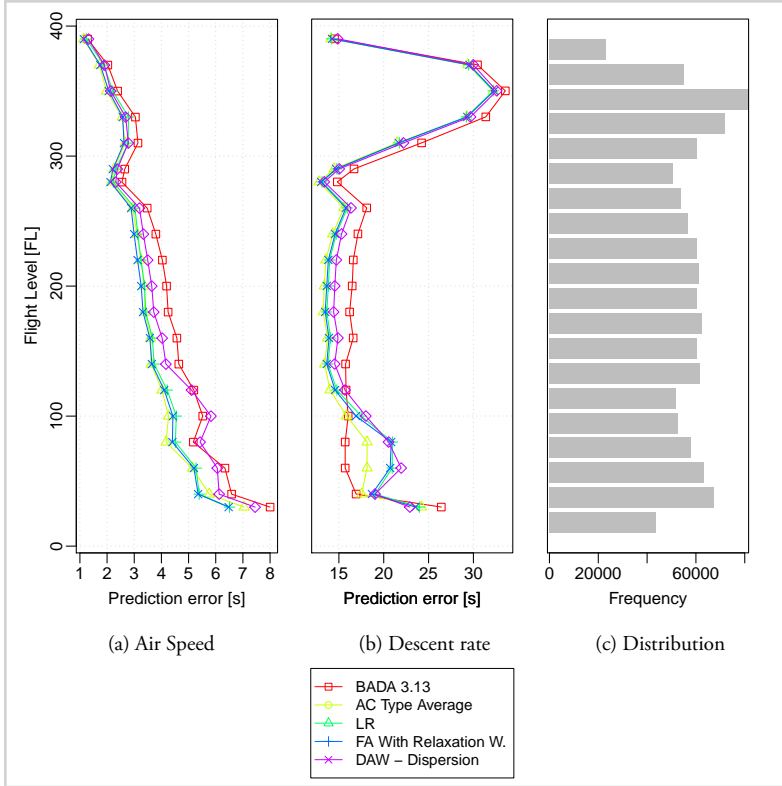 Flight Level [FL]
400
300
200
100
0
1 2 3 4 5 6 7 8
Prediction error [s]
(a) Air Speed
15 20 25 30
Prediction error [s]
(b) Descent rate
0 20000 60000
Frequency
(c) Distribution
BADA 3.13
AC Type Average
LR
FA With Relaxation W.
DAW − Dispersion